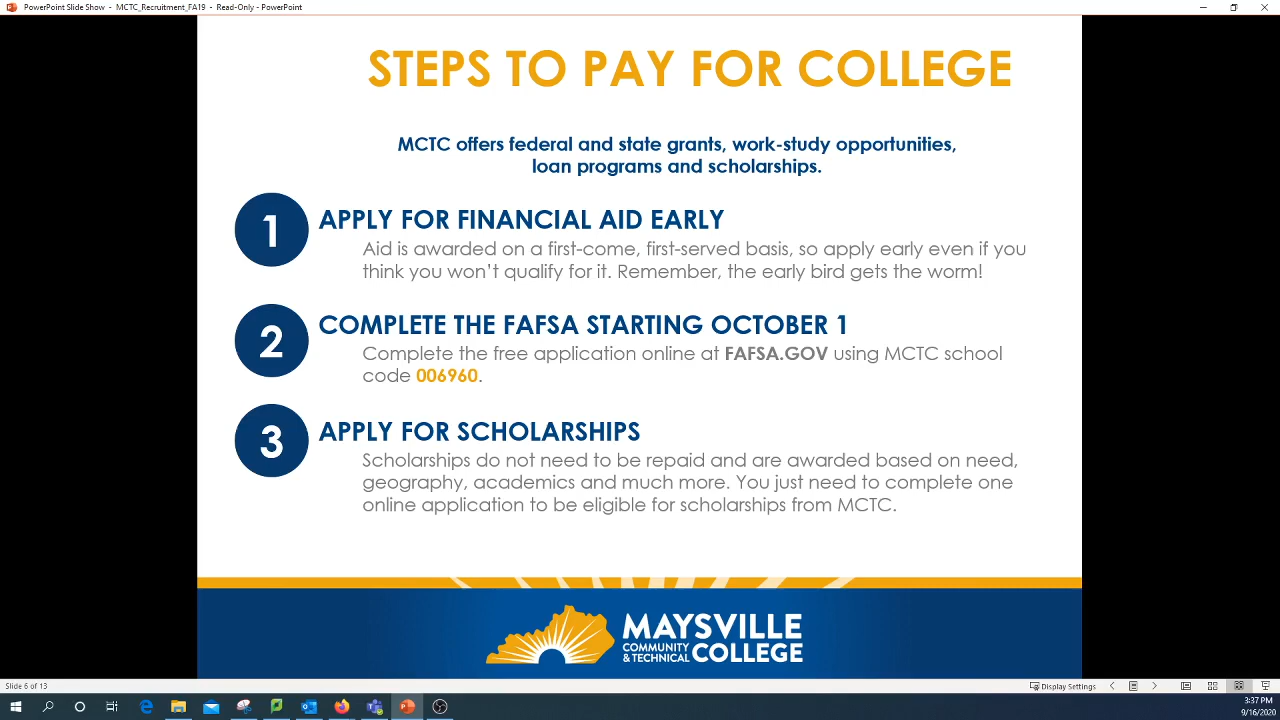 PowerPoint Slide Show - MCTC_Recruitment_FA19 - Read-Only - PowerPoint
STEPS TO PAY FOR COLLEGE
MCTC offers federal and state grants, work-study opportunities,
loan programs and scholarships.
1
APPLY FOR FINANCIAL AID EARLY
Aid is awarded on a first-come, first-served basis, so apply early even if you
think you won’t qualify for it. Remember, the early bird gets the worm!
2
COMPLETE THE FAFSA STARTING OCTOBER 1
Complete the free application online at FAFSA.GOV using MCTC school
code 006960.
3
APPLY FOR SCHOLARSHIPS
Scholarships do not need to be repaid and are awarded based on need,
geography, academics and much more. You just need to complete one
online application to be eligible for scholarships from MCTC.
MAYSVILLE
COMMUNITY
& TECHNICAL COLLEGE
Slide 6 of 13
Display Settings
3:37 PM
9/16/2020